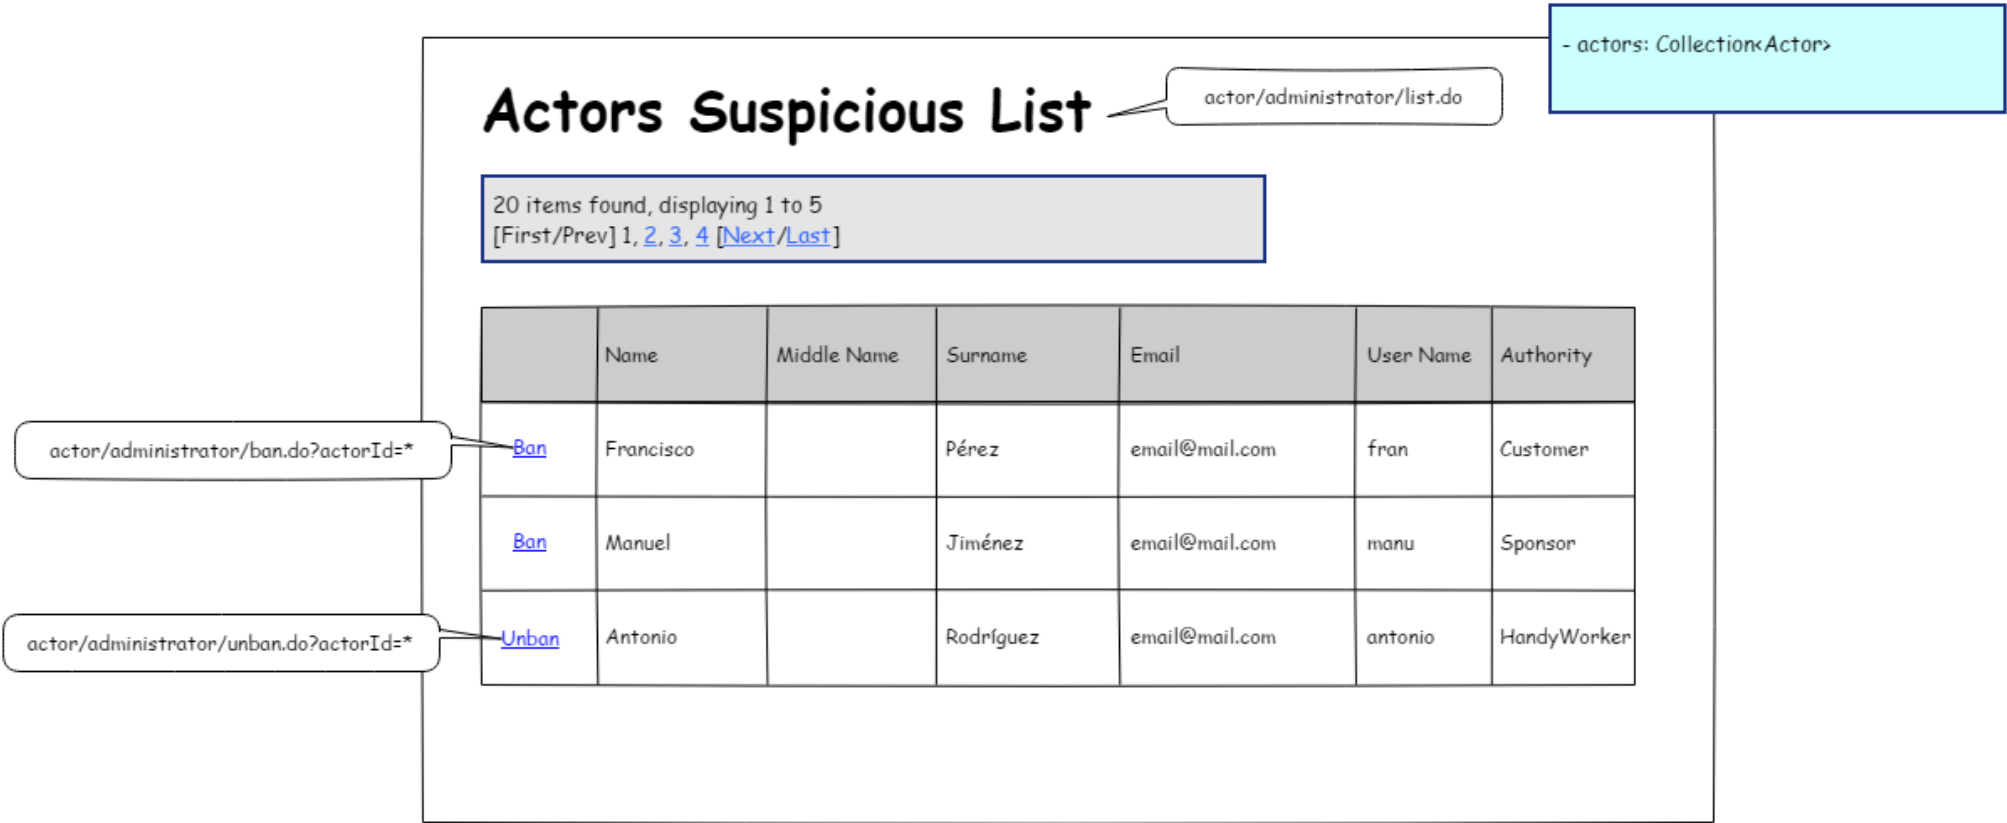 - actors: Collection<Actor>
Actors Suspicious List
actor/administrator/list.do
20 items found, displaying 1 to 5
[First/Prev] 1, 2, 3, 4 [Next/Last]
Name Middle Name Surname Email User Name Authority
actor/administrator/ban.do?actorId=* Ban Francisco Pérez email@mail.com fran Customer
Ban Manuel Jiménez email@mail.com manu Sponsor
actor/administrator/unban.do?actorId=* Unban Antonio Rodríguez email@mail.com antonio HandyWorker